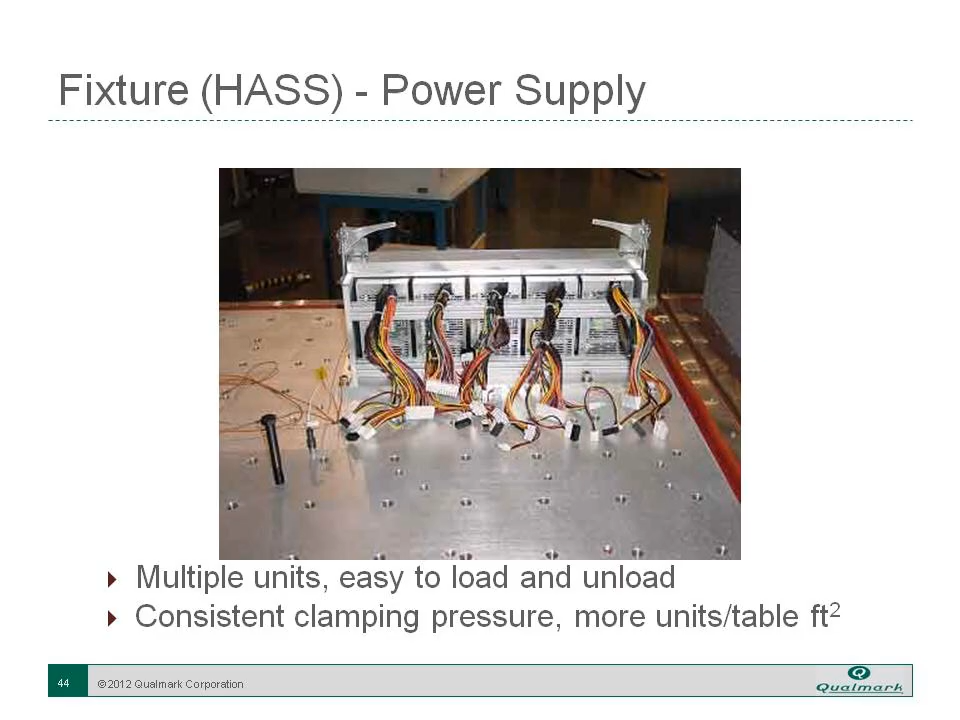 Fixture (HASS) - Power Supply
Multiple units, easy to load and unload
Consistent clamping pressure, more units/table ft²
44
© 2012 Qualmark Corporation
Q
Qualmark